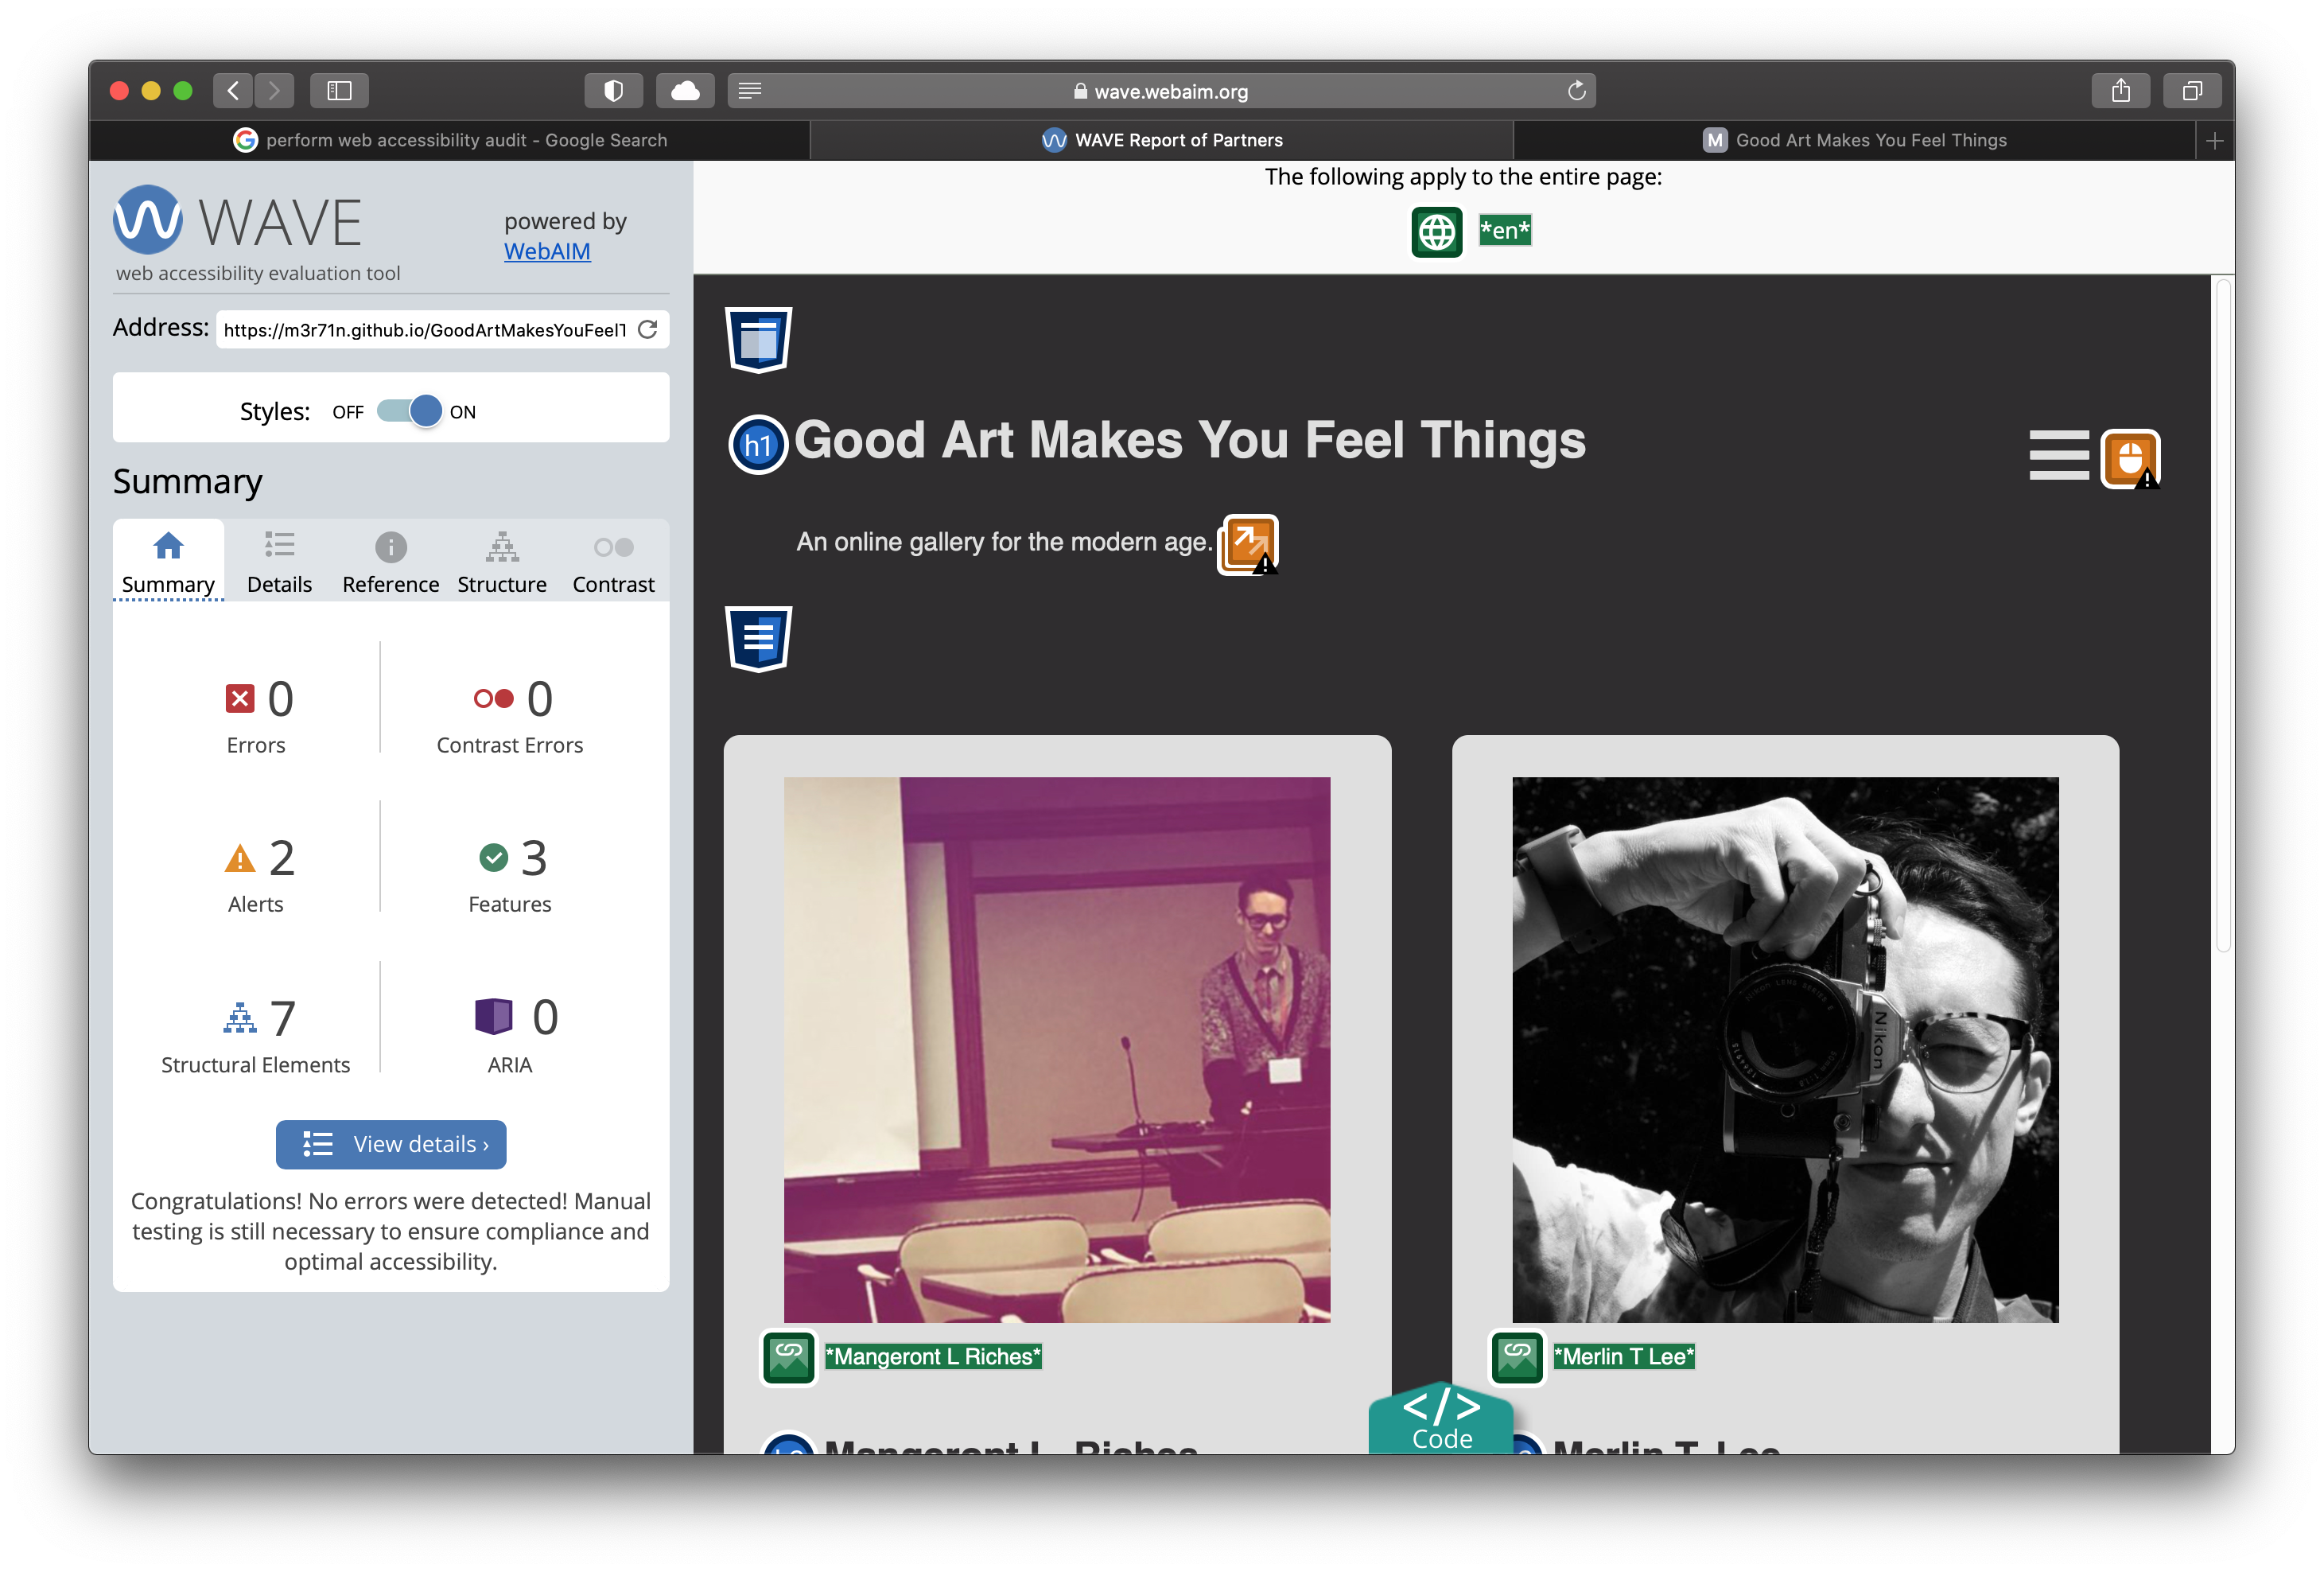 wave.webaim.org
perform web accessibility audit - Google Search
WAVE Report of Partners
M Good Art Makes You Feel Things
WAVE
powered by
WebAIM
web accessibility evaluation tool
Address: https://m3r71n.github.io/GoodArtMakesYouFeelT
Styles: OFF ON
Summary
Summary Details Reference Structure Contrast
0
Errors
0
Contrast Errors
2
Alerts
3
Features
7
Structural Elements
0
ARIA
View details ›
Congratulations! No errors were detected! Manual
testing is still necessary to ensure compliance and
optimal accessibility.
The following apply to the entire page:
*en*
h1 Good Art Makes You Feel Things
An online gallery for the modern age.
Nikon
*Mangeront L Riches*
*Merlin T Lee*
Mangeront L. Riches
Merlin T. Lee
</>
Code